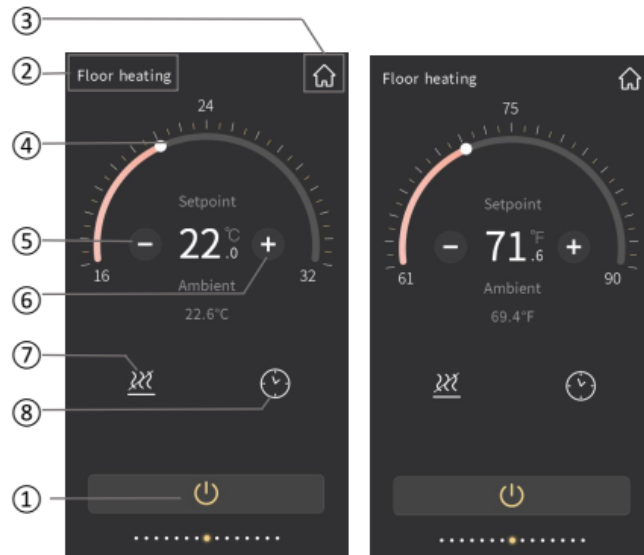 ③
② Floor heating
Floor heating
④
24
75
Setpoint
Setpoint
⑤ 22.0 °C
71.6 °F
16
32
61
90
⑥
Ambient
Ambient
22.6°C
69.4°F
⑦
⑧
①